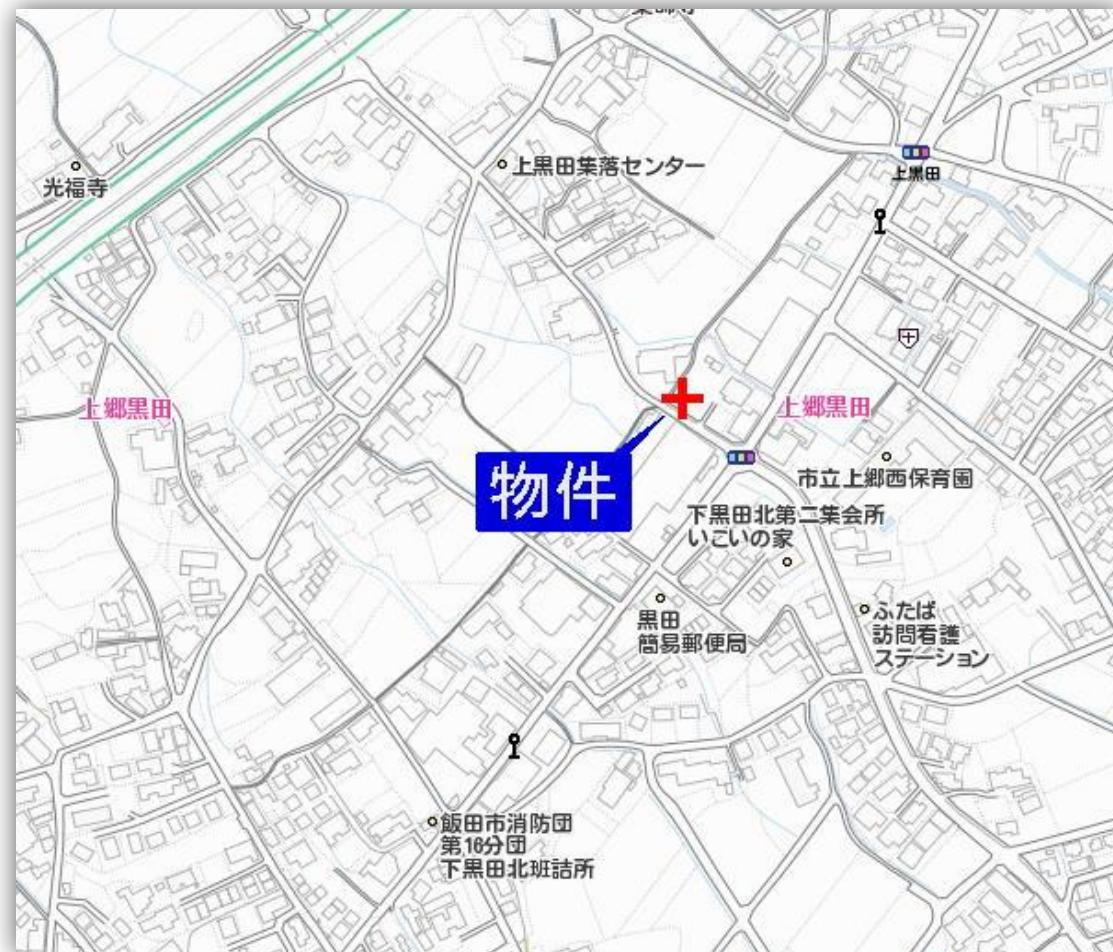 光福寺
上黒田集落センター
上黒田
上郷黒田
上郷黒田
物件
市立上郷西保育園
下黒田北第二集会所
いこいの家
黒田
簡易郵便局
ふたば
訪問看護
ステーション
飯田市消防団
第16分団
下黒田北班詰所